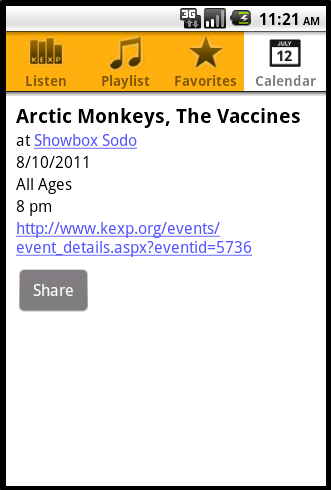 3G 11:21 AM
KEXP JULY 12
Listen Playlist Favorites Calendar
Arctic Monkeys, The Vaccines
at Showbox Sodo
8/10/2011
All Ages
8 pm
http://www.kexp.org/events/
event_details.aspx?eventid=5736
Share